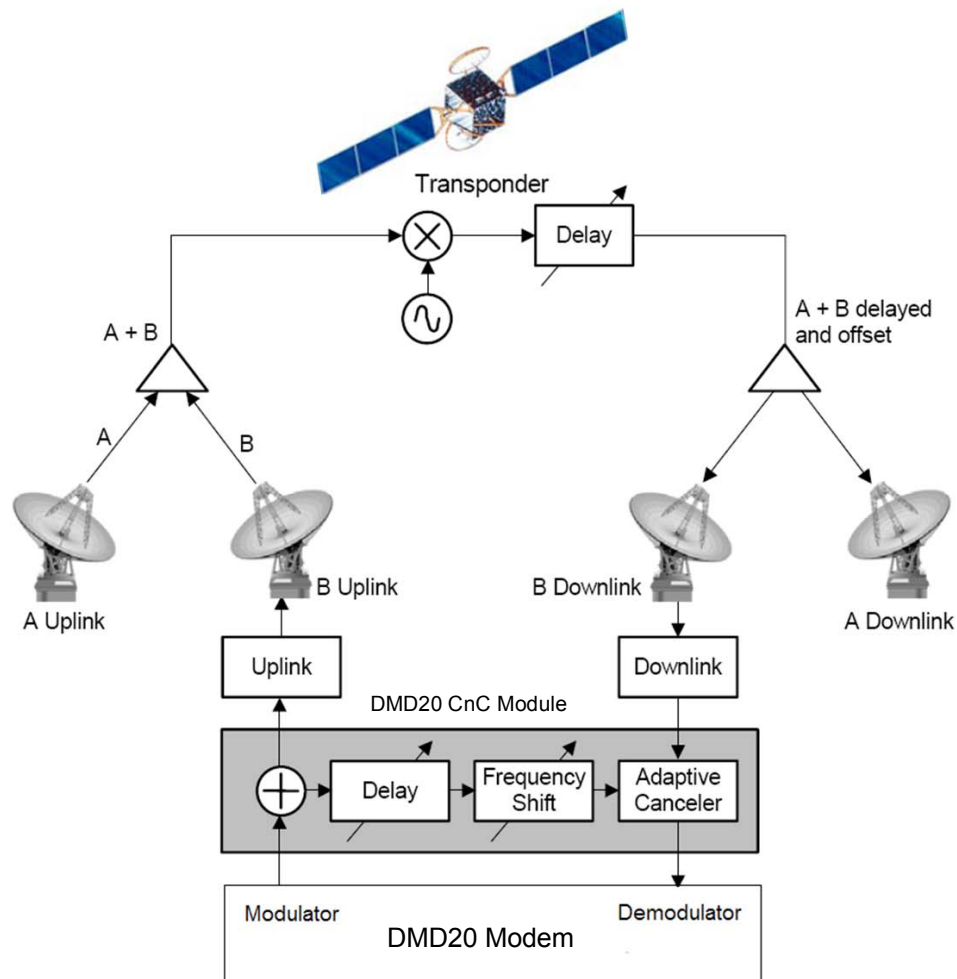 Transponder
Delay
A + B
A + B delayed
and offset
A
B
A Uplink
B Uplink
B Downlink
A Downlink
Uplink
Downlink
DMD20 CnC Module
Delay
Frequency
Shift
Adaptive
Canceler
Modulator
Demodulator
DMD20 Modem